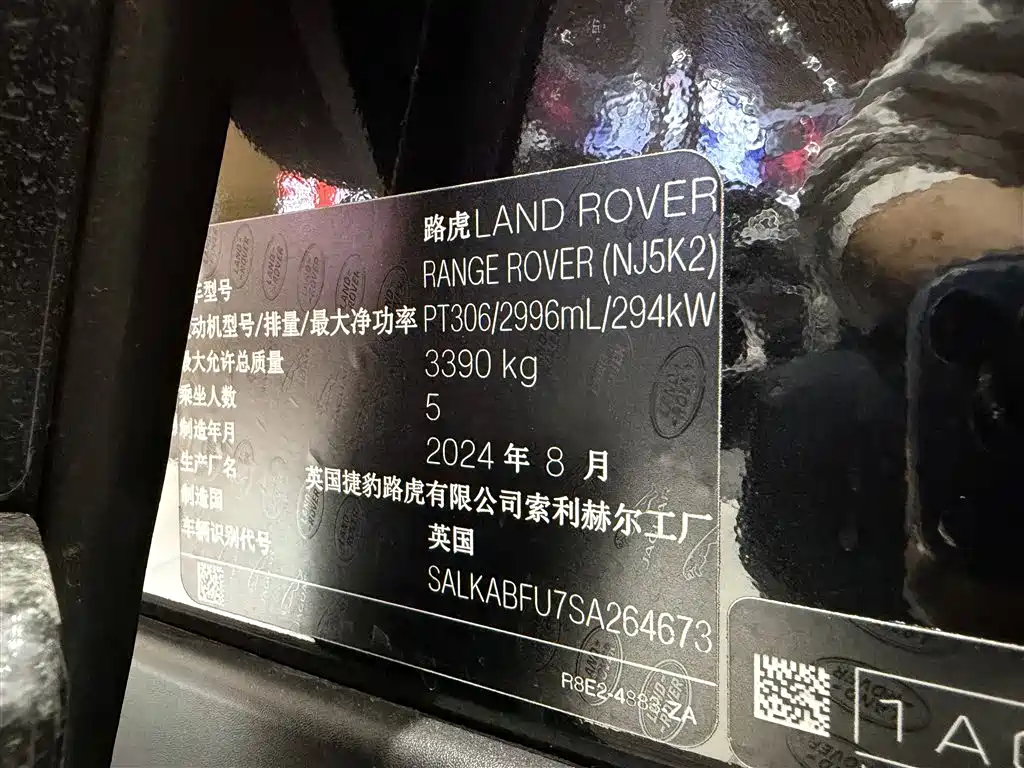 路虎LAND ROVER
车型号 RANGE ROVER (NJ5K2)
发动机型号/排量/最大净功率 PT306/2996mL/294kW
最大允许总质量 3390 kg
乘坐人数 5
制造年月 2024 年 8 月
生产厂名 英国捷豹路虎有限公司索利赫尔工厂
制造国 英国
车辆识别代号 SALKABFU7SA264673
R8E2-4883-ZA
1A